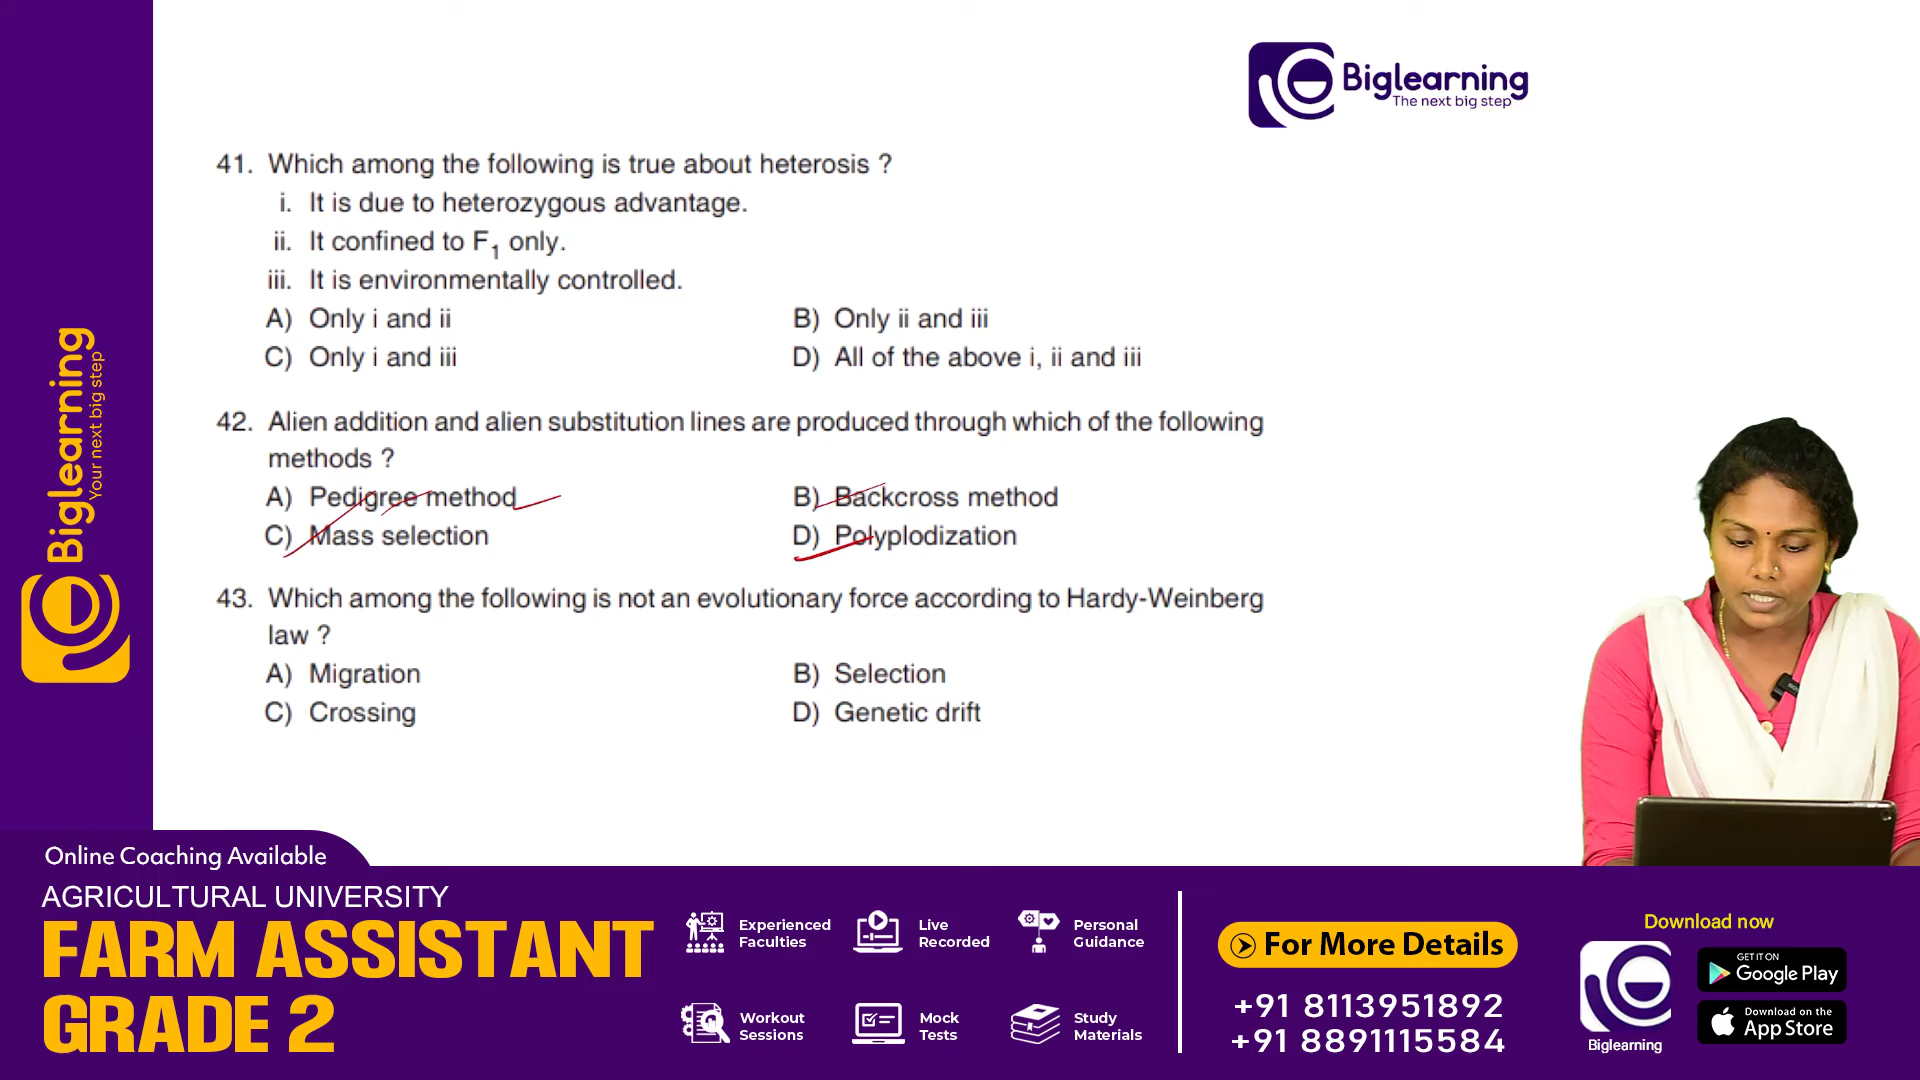 Biglearning
The next big step
41. Which among the following is true about heterosis ?
i. It is due to heterozygous advantage.
ii. It confined to F1 only.
iii. It is environmentally controlled.
A) Only i and ii
B) Only ii and iii
C) Only i and iii
D) All of the above i, ii and iii
42. Alien addition and alien substitution lines are produced through which of the following
methods ?
A) Pedigree method
B) Backcross method
C) Mass selection
D) Polyplodization
43. Which among the following is not an evolutionary force according to Hardy-Weinberg
law ?
A) Migration
B) Selection
C) Crossing
D) Genetic drift
Biglearning
Your next big step
Online Coaching Available
AGRICULTURAL UNIVERSITY
FARM ASSISTANT
GRADE 2
Experienced
Faculties
Live
Recorded
Personal
Guidance
Workout
Sessions
Mock
Tests
Study
Materials
For More Details
+91 8113951892
+91 8891115584
Download now
Biglearning
GET IT ON
Google Play
Download on the
App Store